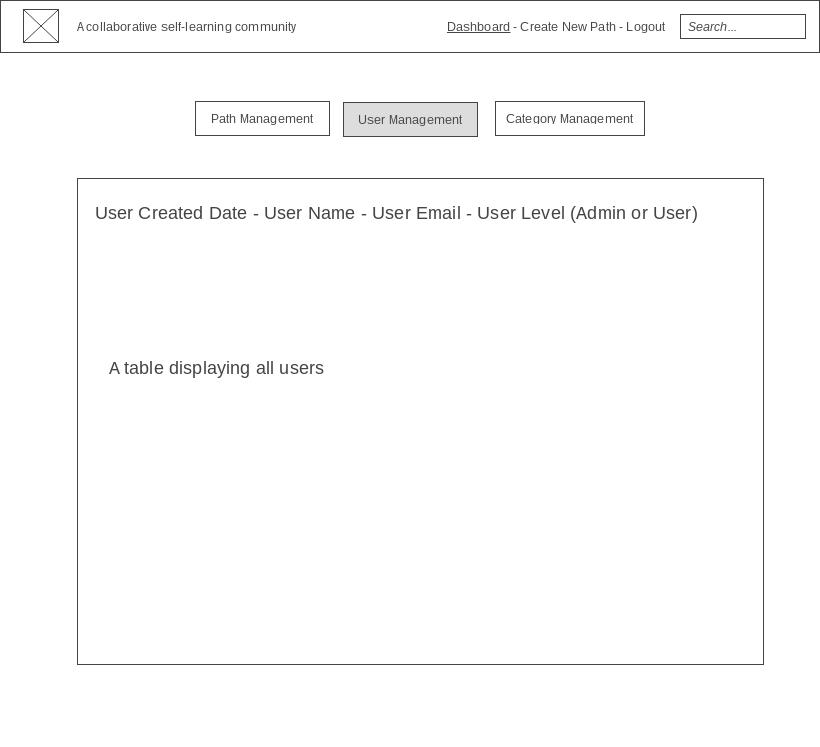 A collaborative self-learning community
Dashboard - Create New Path - Logout
Search...
Path Management
User Management
Category Management
User Created Date - User Name - User Email - User Level (Admin or User)
A table displaying all users